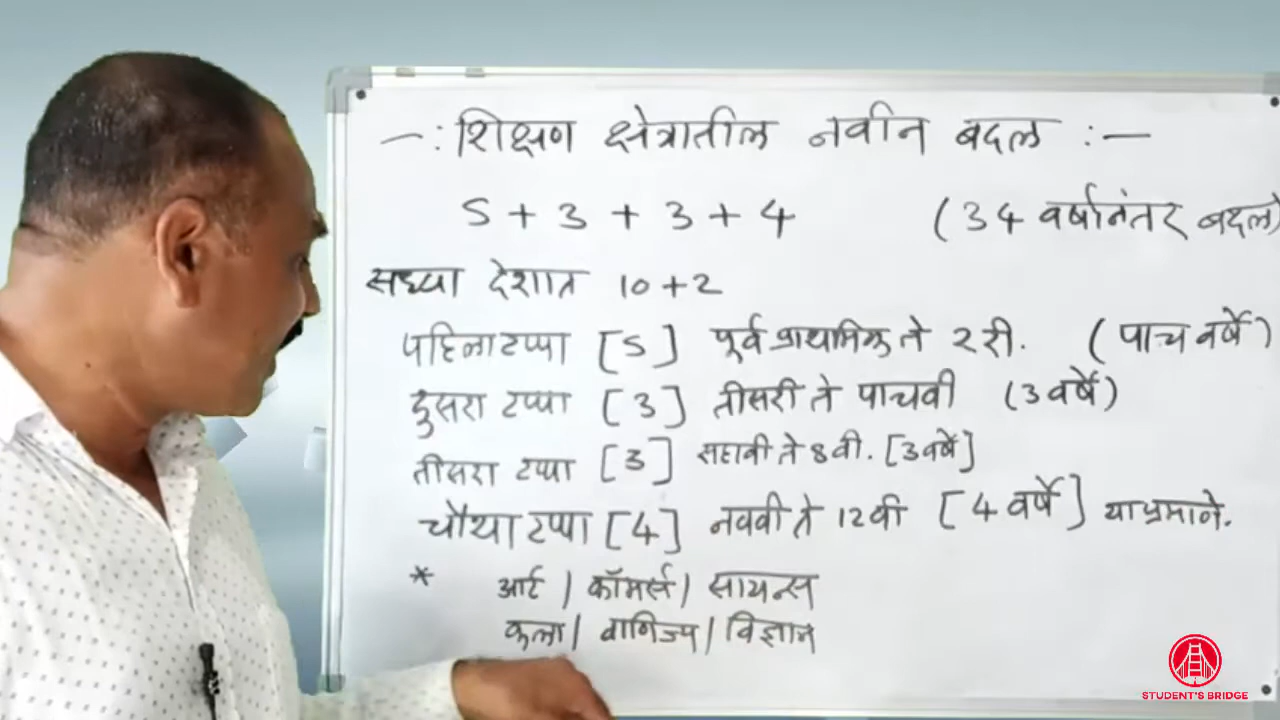 —: शिक्षण क्षेत्रातील नवीन बदल :—
5 + 3 + 3 + 4 (34 वर्षानंतर बदल)
सध्या देशात 10+2
पहिला टप्पा [5] पूर्व प्राथमिक ते 2री. (पाच वर्षे)
दुसरा टप्पा [3] तीसरी ते पाचवी (3 वर्षे)
तीसरा टप्पा [3] सहावी ते 8वी. [3 वर्षे]
चौथा टप्पा [4] नववी ते 12वी [4 वर्षे] याप्रमाने.
* आर्ट / कॉमर्स / सायन्स
कला / वाणिज्य / विज्ञान
STUDENT'S BRIDGE